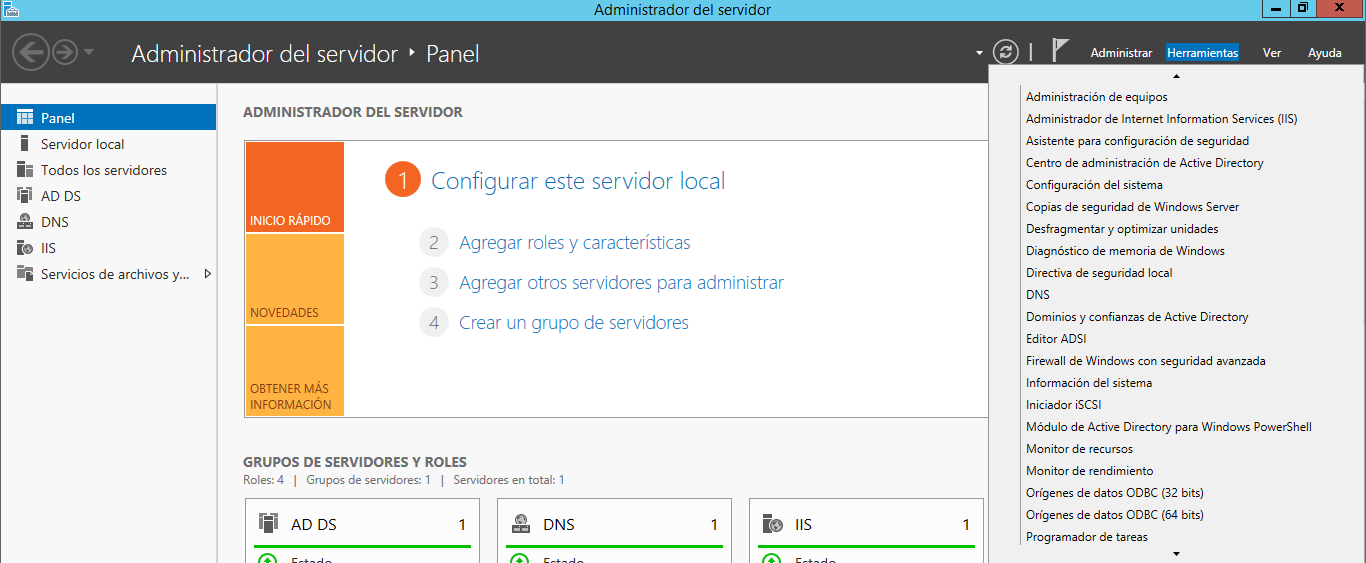 Administrador del servidor
Administrador del servidor ‣ Panel
Administrar Herramientas Ver Ayuda
Panel
Servidor local
Todos los servidores
AD DS
DNS
IIS
Servicios de archivos y...
ADMINISTRADOR DEL SERVIDOR
INICIO RÁPIDO
NOVEDADES
OBTENER MÁS
INFORMACIÓN
1 Configurar este servidor local
2 Agregar roles y características
3 Agregar otros servidores para administrar
4 Crear un grupo de servidores
GRUPOS DE SERVIDORES Y ROLES
Roles: 4 | Grupos de servidores: 1 | Servidores en total: 1
AD DS 1
Estado
DNS 1
Estado
IIS 1
Estado
Administración de equipos
Administrador de Internet Information Services (IIS)
Asistente para configuración de seguridad
Centro de administración de Active Directory
Configuración del sistema
Copias de seguridad de Windows Server
Desfragmentar y optimizar unidades
Diagnóstico de memoria de Windows
Directiva de seguridad local
DNS
Dominios y confianzas de Active Directory
Editor ADSI
Firewall de Windows con seguridad avanzada
Información del sistema
Iniciador iSCSI
Módulo de Active Directory para Windows PowerShell
Monitor de recursos
Monitor de rendimiento
Orígenes de datos ODBC (32 bits)
Orígenes de datos ODBC (64 bits)
Programador de tareas